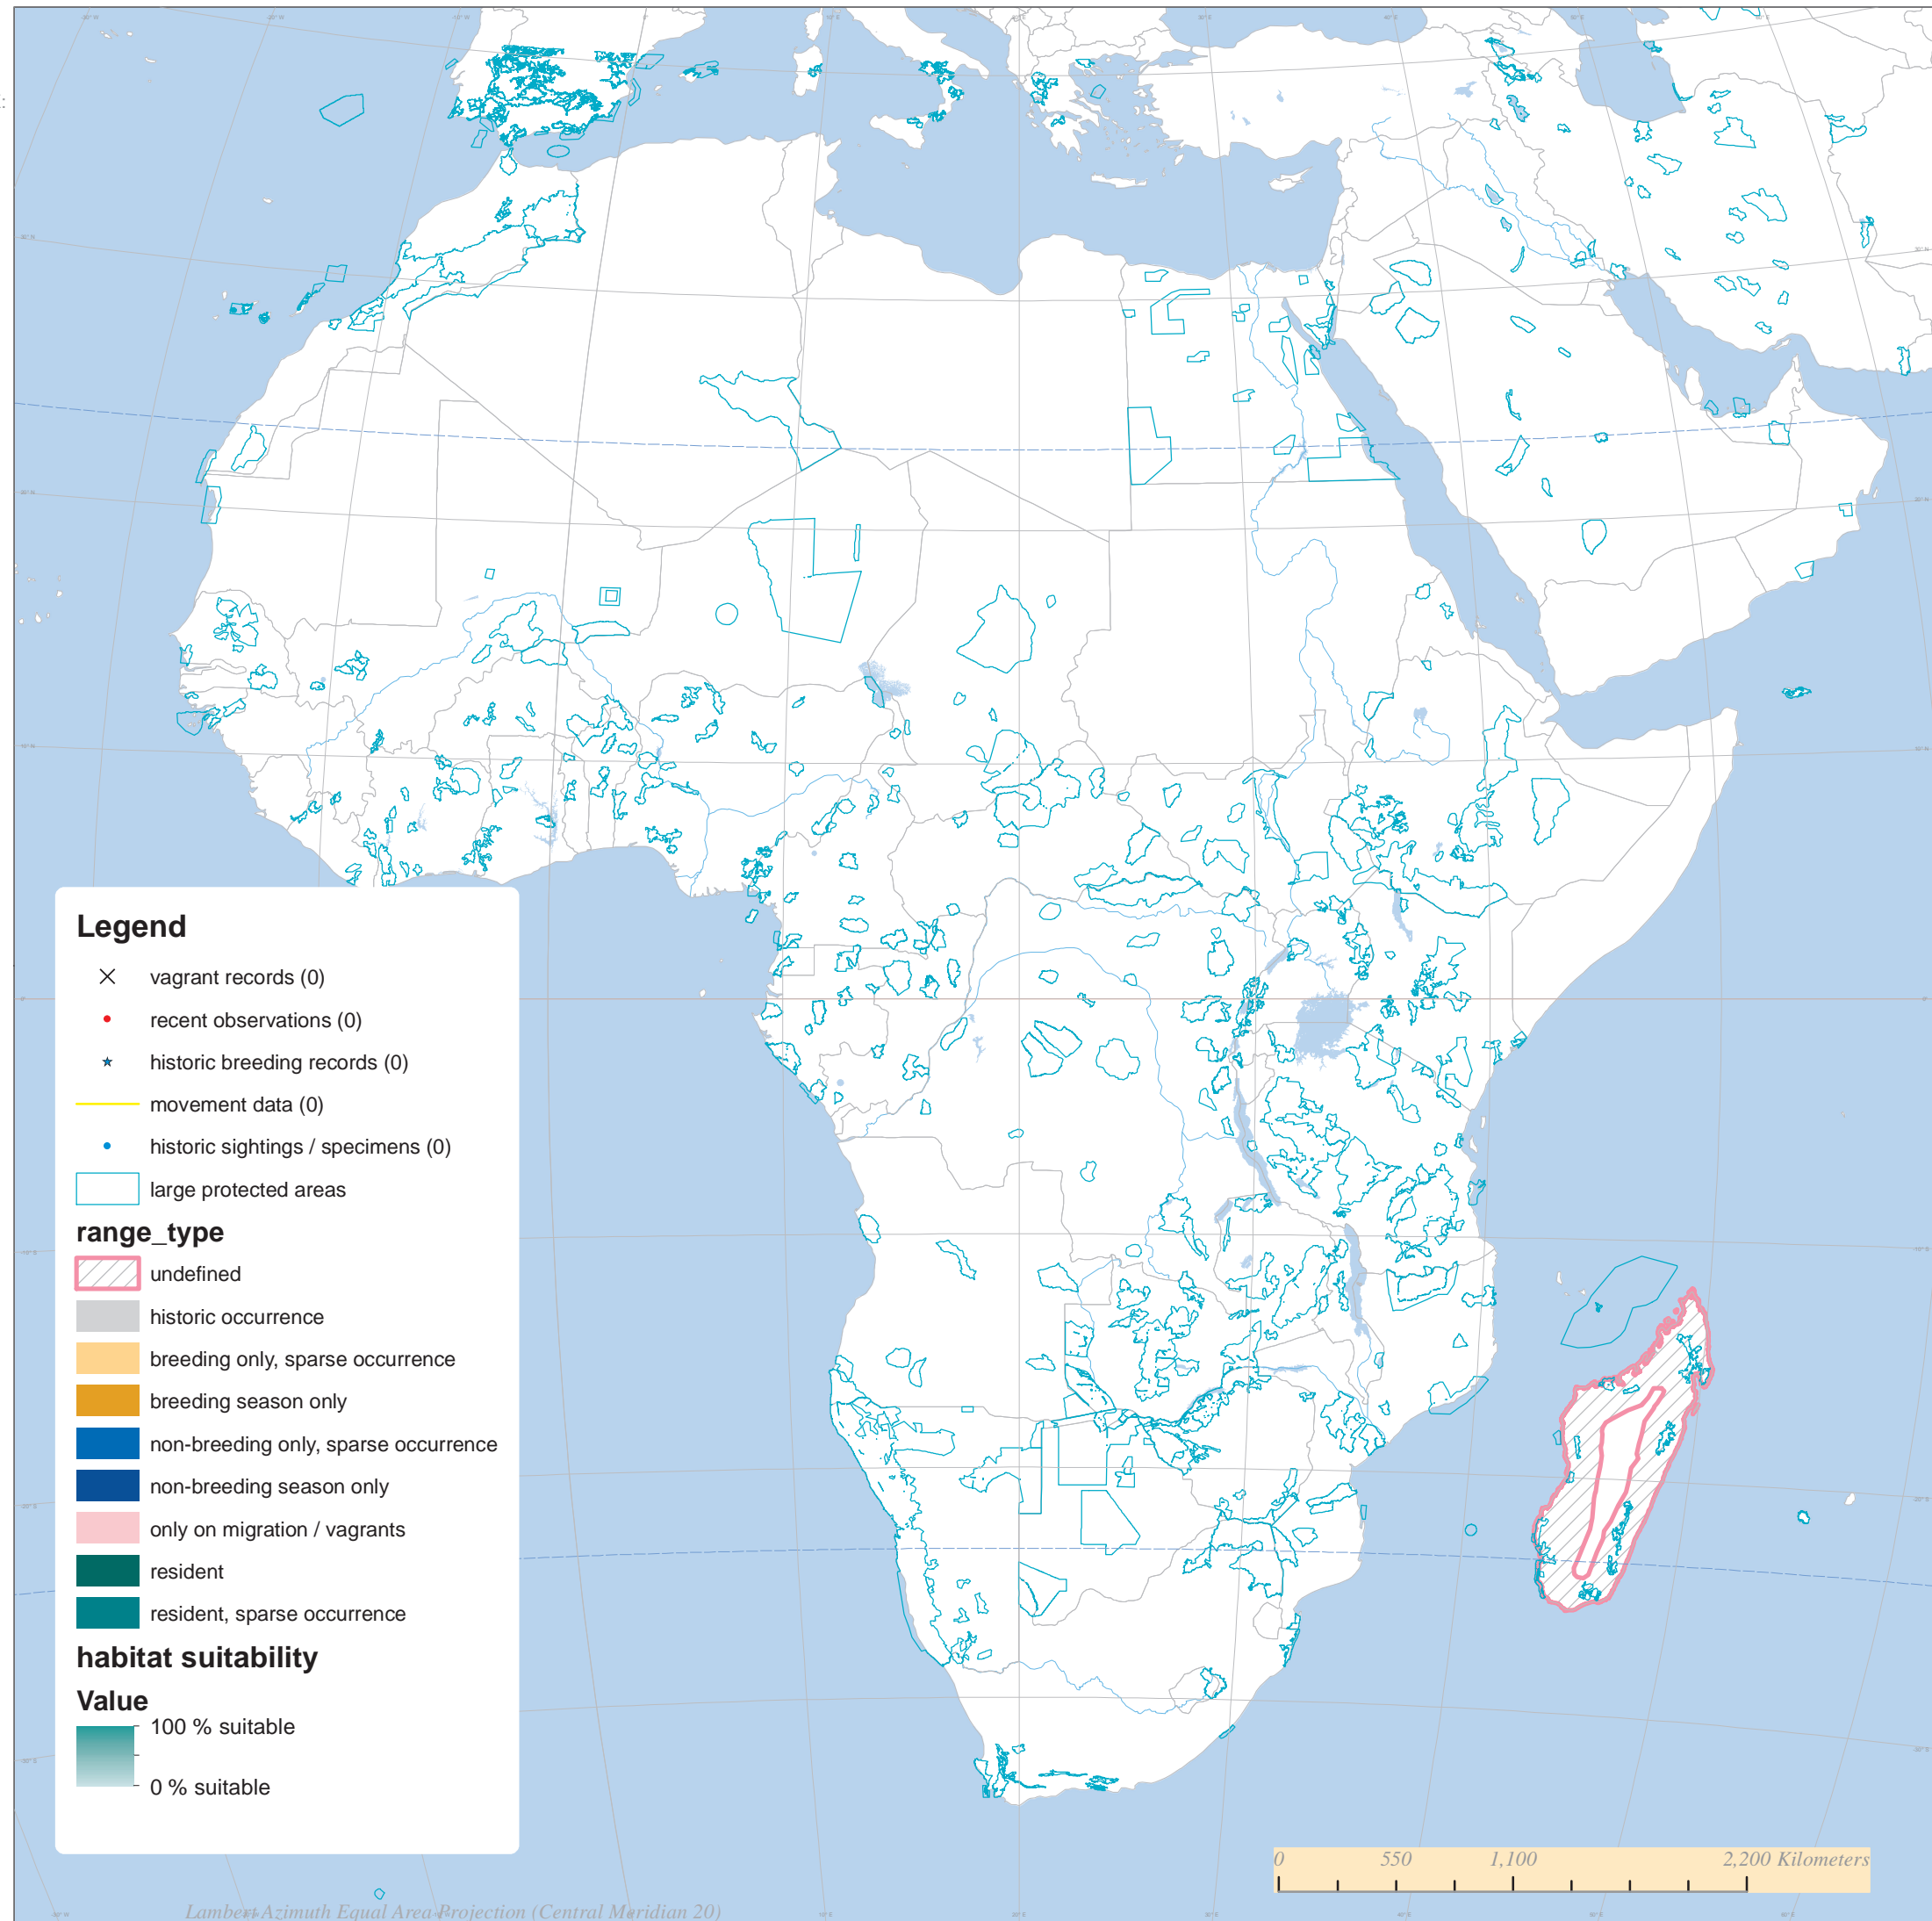 Legend
vagrant records (0)
recent observations (0)
historic breeding records (0)
movement data (0)
historic sightings / specimens (0)
large protected areas
range_type
undefined
historic occurrence
breeding only, sparse occurrence
breeding season only
non-breeding only, sparse occurrence
non-breeding season only
only on migration / vagrants
resident
resident, sparse occurrence
habitat suitability
Value
100 % suitable
0 % suitable
0 550 1,100 2,200 Kilometers
Lambert Azimuth Equal Area Projection (Central Meridian 20)